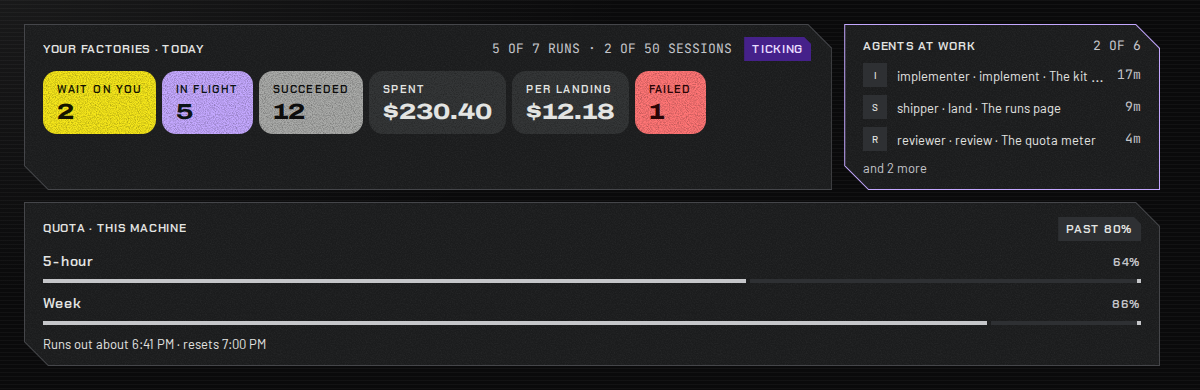 YOUR FACTORIES · TODAY
5 OF 7 RUNS · 2 OF 50 SESSIONS
TICKING
WAIT ON YOU
2
IN FLIGHT
5
SUCCEEDED
12
SPENT
$230.40
PER LANDING
$12.18
FAILED
1
AGENTS AT WORK
2 OF 6
I implementer · implement · The kit ... 17m
S shipper · land · The runs page 9m
R reviewer · review · The quota meter 4m
and 2 more
QUOTA · THIS MACHINE
PAST 80%
5-hour 64%
Week 86%
Runs out about 6:41 PM · resets 7:00 PM